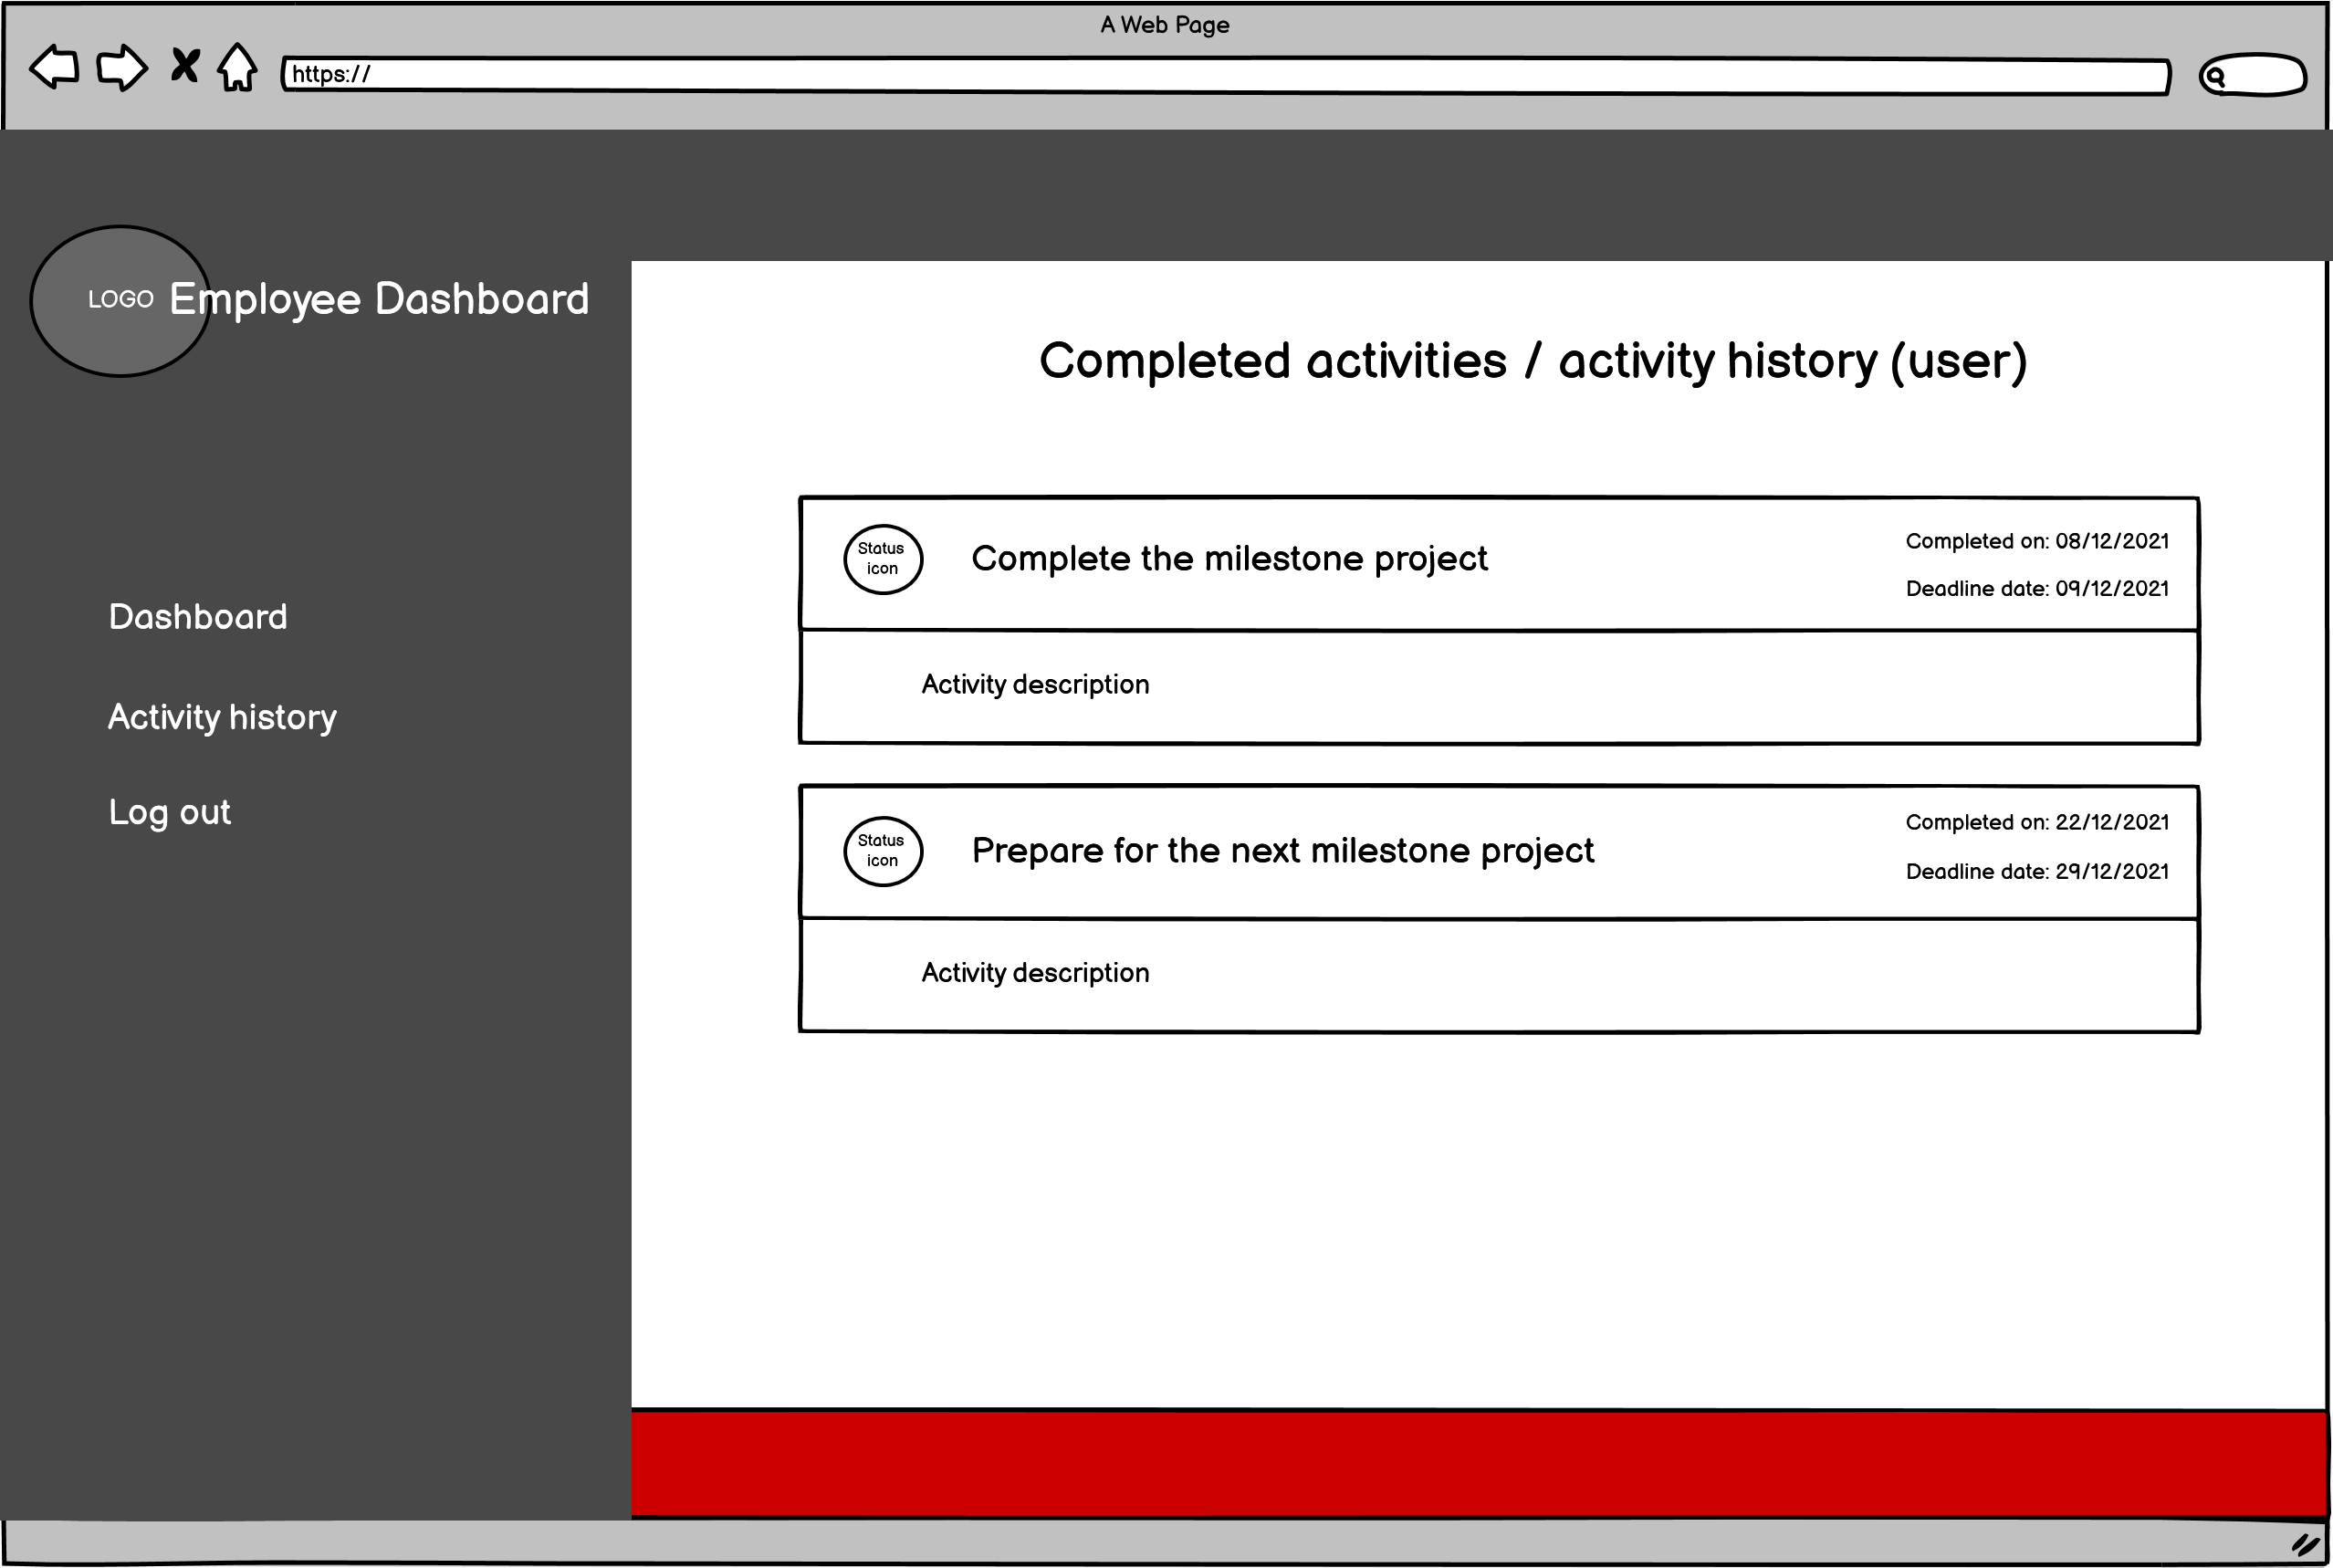 A Web Page
https://
LOGO Employee Dashboard
Dashboard
Activity history
Log out
Completed activities / activity history (user)
Status
icon
Complete the milestone project
Completed on: 08/12/2021
Deadline date: 09/12/2021
Activity description
Status
icon
Prepare for the next milestone project
Completed on: 22/12/2021
Deadline date: 29/12/2021
Activity description